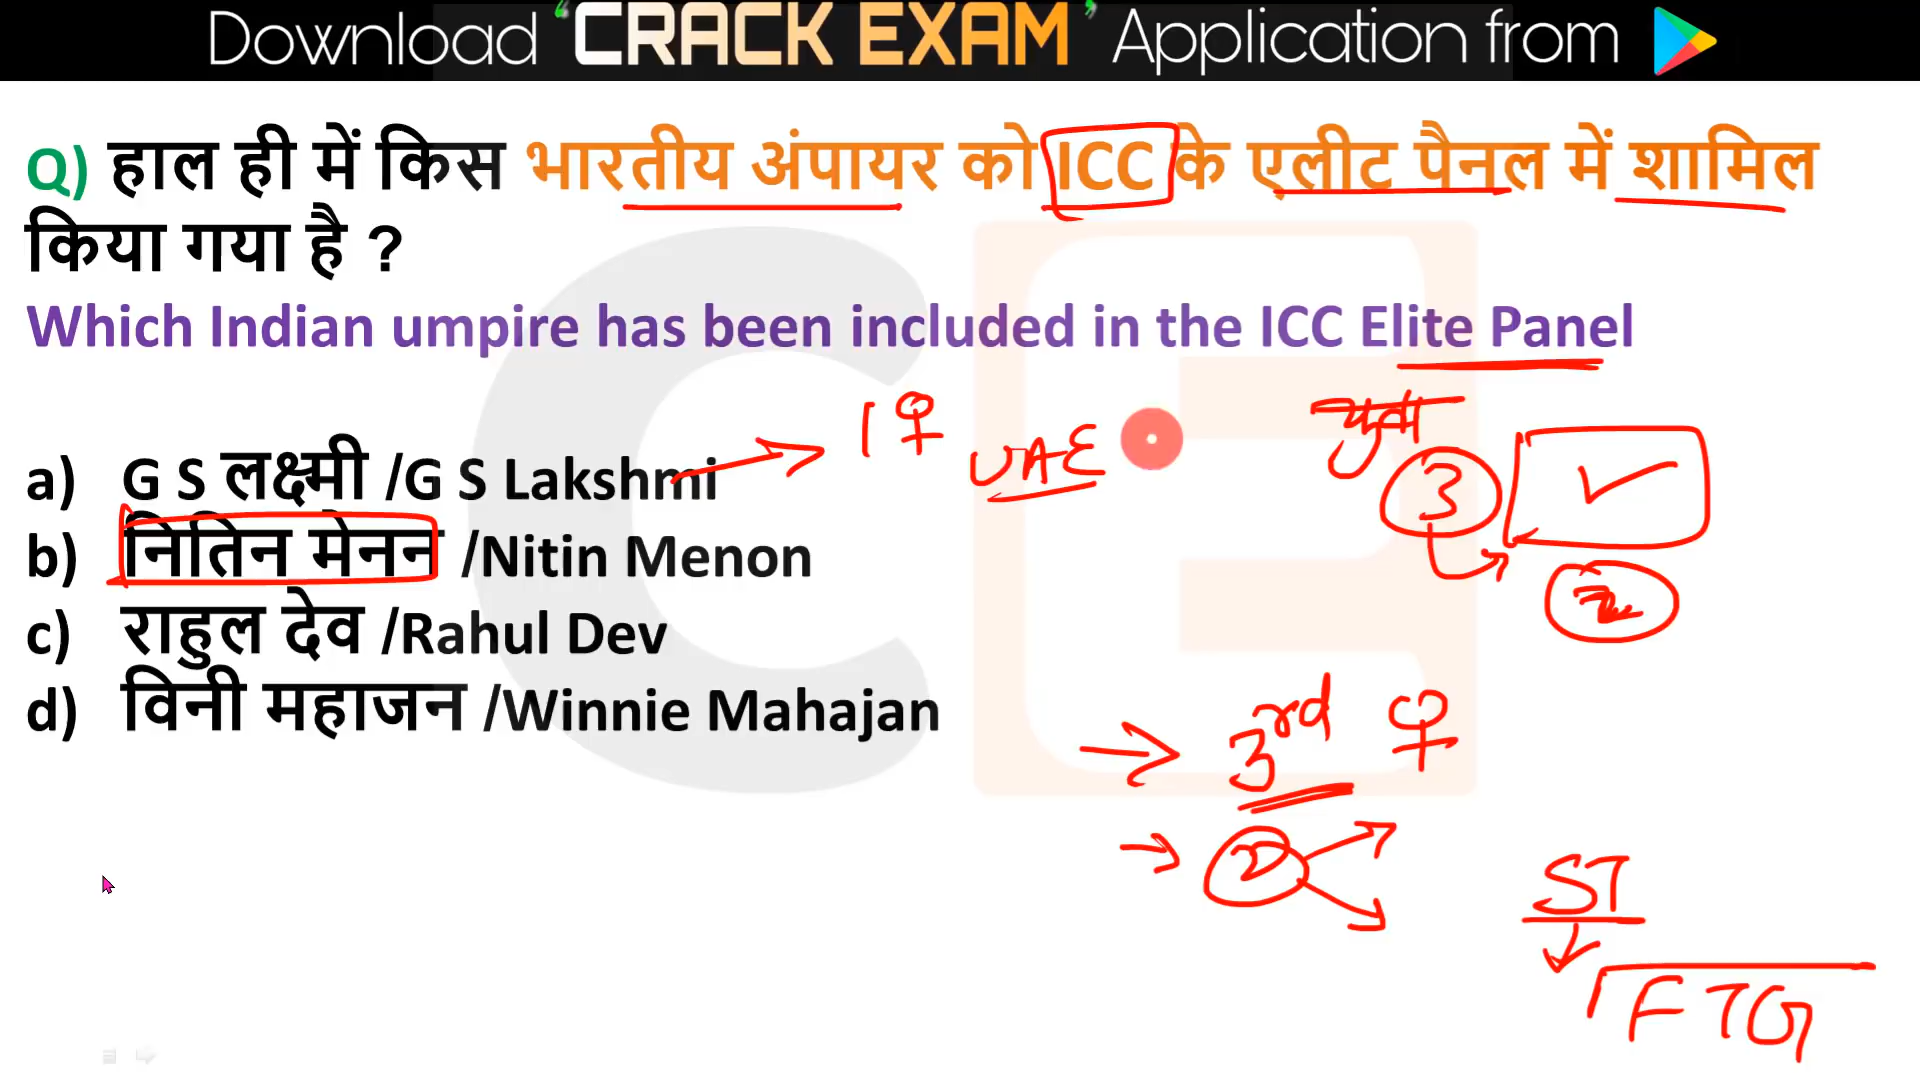 Download ‘CRACK EXAM’ Application from
Q) हाल ही में किस भारतीय अंपायर को ICC के एलीट पैनल में शामिल
किया गया है ?
Which Indian umpire has been included in the ICC Elite Panel
a) G S लक्ष्मी /G S Lakshmi
1 ♀ UAE
युवा
3
b) नितिन मेनन /Nitin Menon
c) राहुल देव /Rahul Dev
d) विनी महाजन /Winnie Mahajan
3rd ♀
2
ST
FTG